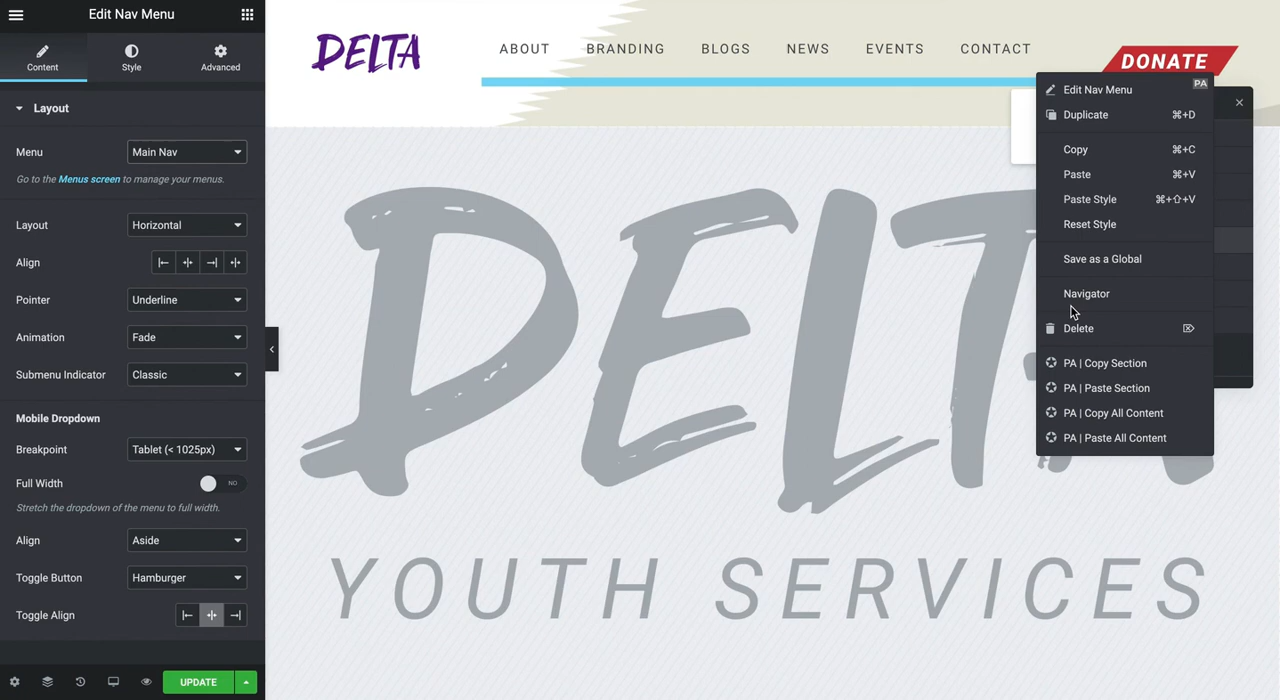 Edit Nav Menu
Content
Style
Advanced
Layout
Menu
Main Nav
Go to the Menus screen to manage your menus.
Layout
Horizontal
Align
Pointer
Underline
Animation
Fade
Submenu Indicator
Classic
Mobile Dropdown
Breakpoint
Tablet (< 1025px)
Full Width
NO
Stretch the dropdown of the menu to full width.
Align
Aside
Toggle Button
Hamburger
Toggle Align
UPDATE
DELTA
ABOUT BRANDING BLOGS NEWS EVENTS CONTACT
DONATE
PA
Edit Nav Menu
Duplicate ⌘+D
Copy ⌘+C
Paste ⌘+V
Paste Style ⌘+⇧+V
Reset Style
Save as a Global
Navigator
Delete ⌦
PA | Copy Section
PA | Paste Section
PA | Copy All Content
PA | Paste All Content
DELTA
YOUTH SERVICES